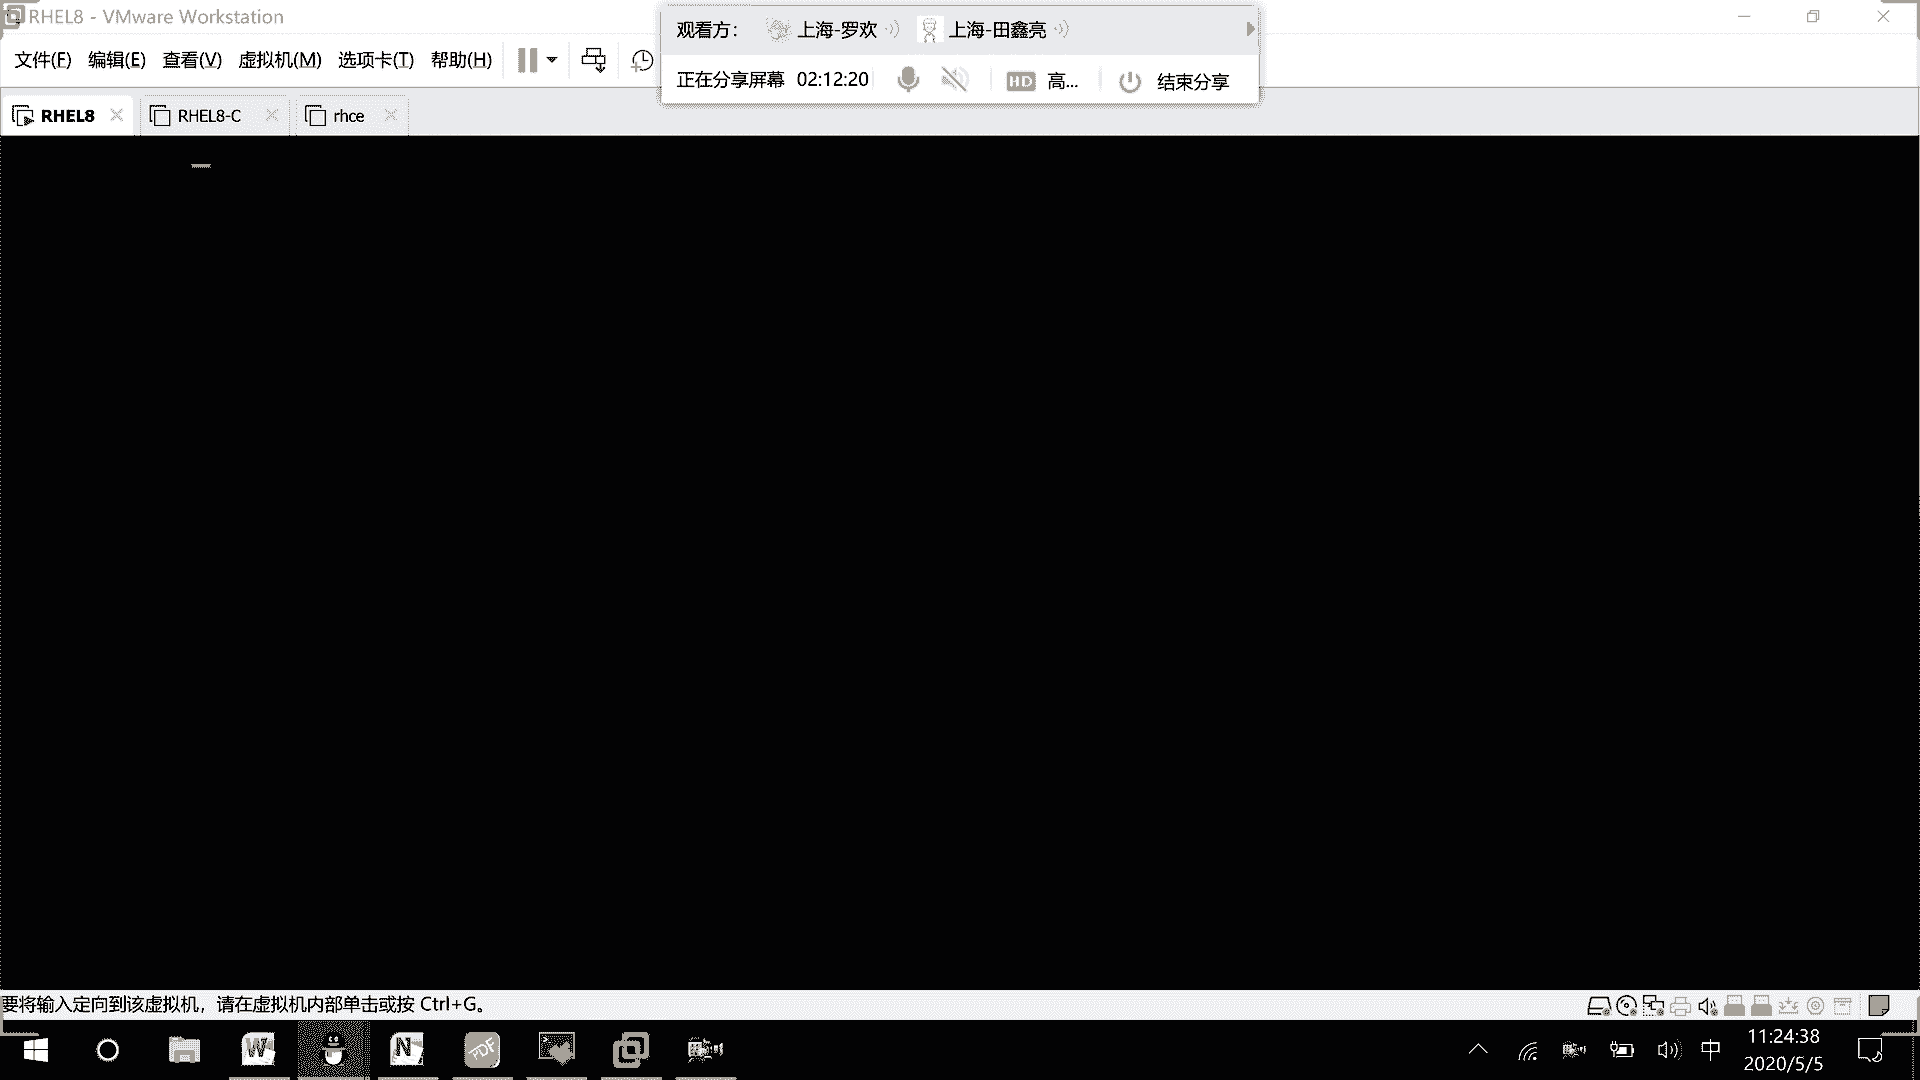 RHEL8 - VMware Workstation
观看方： 上海-罗欢 上海-田鑫亮
文件(F) 编辑(E) 查看(V) 虚拟机(M) 选项卡(T) 帮助(H)
正在分享屏幕 02:12:20 HD 高... 结束分享
RHEL8 RHEL8-C rhce
要将输入定向到该虚拟机，请在虚拟机内部单击或按 Ctrl+G。
W N PDF 中 11:24:38
2020/5/5